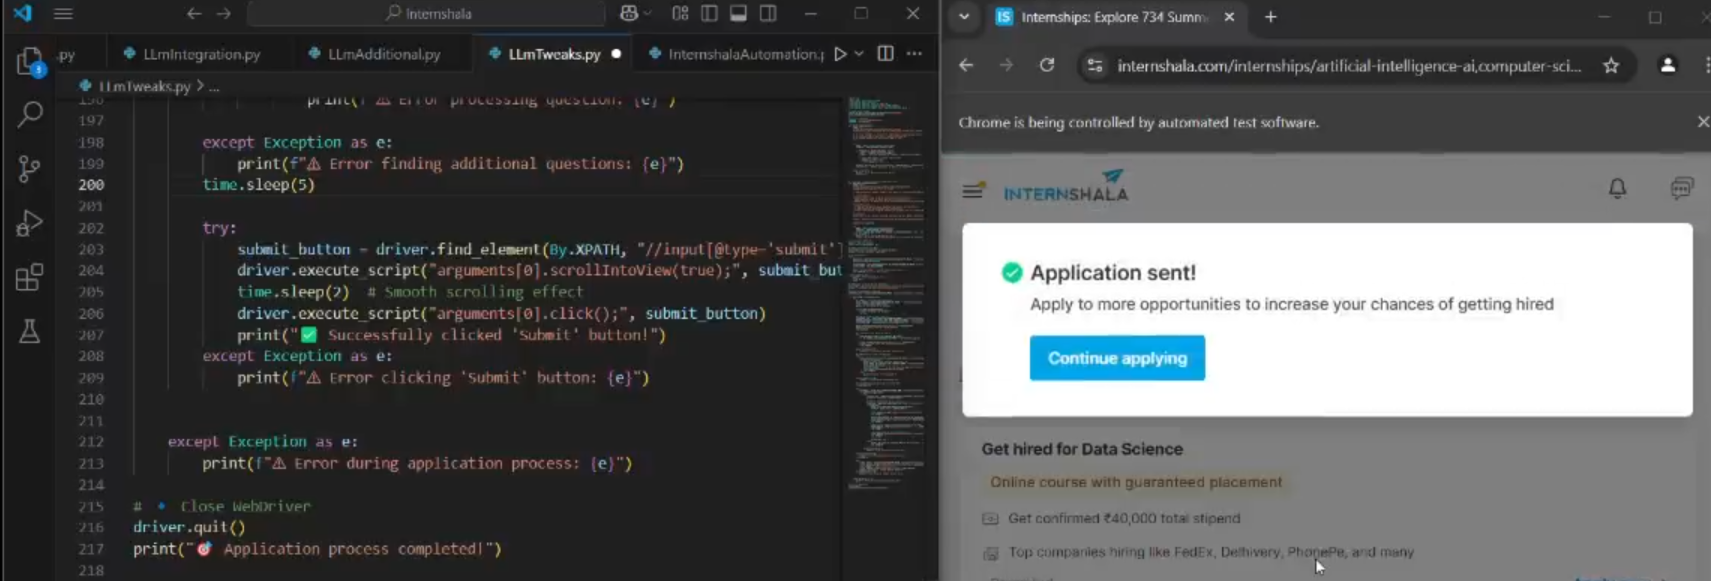 Internshala
.py
LLmIntegration.py
LLmAdditional.py
LLmTweaks.py
InternshalaAutomation.p
LLmTweaks.py > ...
196 print(f"⚠ Error processing question: {e}")
197
198 except Exception as e:
199 print(f"⚠ Error finding additional questions: {e}")
200 time.sleep(5)
201
202 try:
203 submit_button = driver.find_element(By.XPATH, "//input[@type='submit']
204 driver.execute_script("arguments[0].scrollIntoView(true);", submit_but
205 time.sleep(2) # Smooth scrolling effect
206 driver.execute_script("arguments[0].click();", submit_button)
207 print("✅ Successfully clicked 'Submit' button!")
208 except Exception as e:
209 print(f"⚠ Error clicking 'Submit' button: {e}")
210
211
212 except Exception as e:
213 print(f"⚠ Error during application process: {e}")
214
215 # 🔹 Close WebDriver
216 driver.quit()
217 print("🎯 Application process completed!")
218
3
IS Internships: Explore 734 Summ
internshala.com/internships/artificial-intelligence-ai,computer-sci...
Chrome is being controlled by automated test software.
INTERNSHALA
Application sent!
Apply to more opportunities to increase your chances of getting hired
Continue applying
Get hired for Data Science
Online course with guaranteed placement
Get confirmed ₹40,000 total stipend
Top companies hiring like FedEx, Delhivery, PhonePe, and many